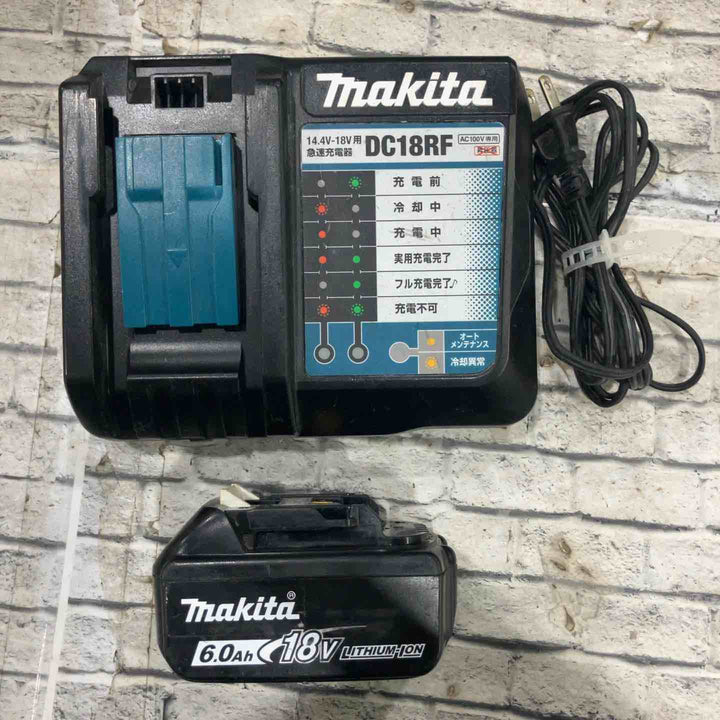 makita
14.4V-18V用
急速充電器
DC18RF
AC100V専用
充電前
冷却中
充電中
実用充電完了
フル充電完了♪
充電不可
オート
メンテナンス
冷却異常
makita®
6.0Ah 18V LITHIUM-ION